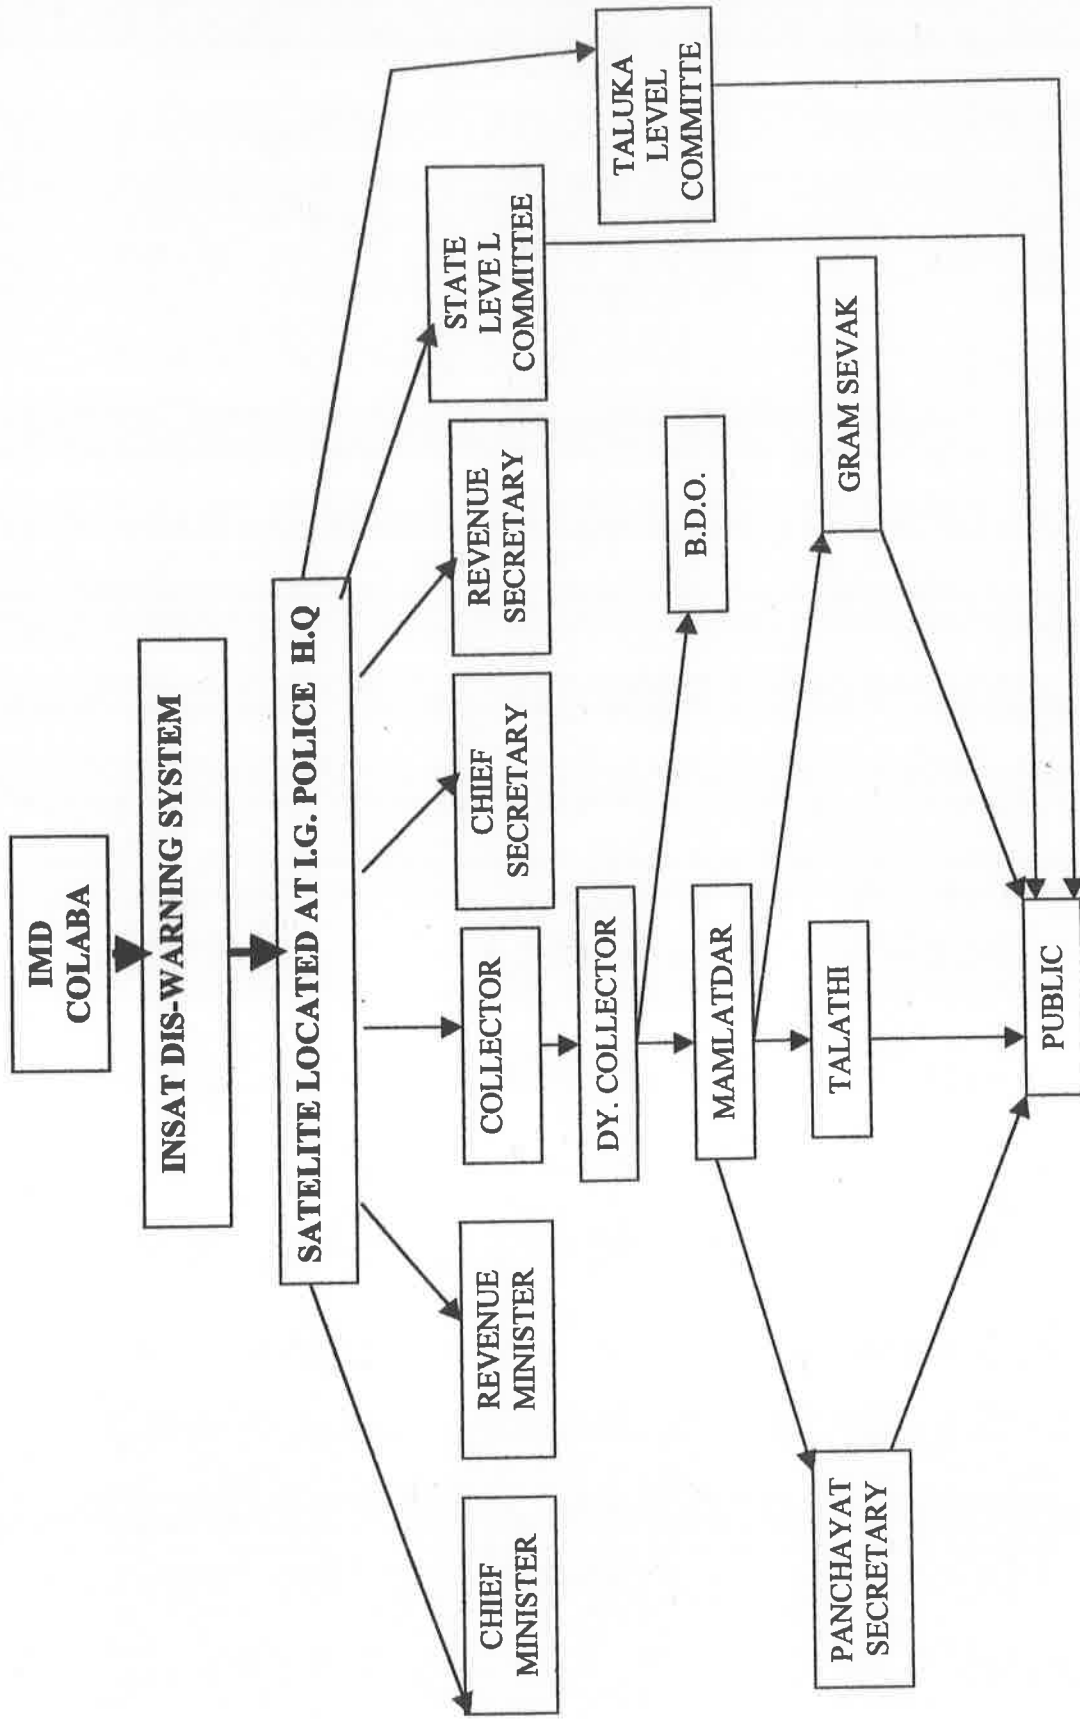 IMD
COLABA
INSAT DIS-WARNING SYSTEM
SATELITE LOCATED AT I.G. POLICE H.Q
CHIEF
MINISTER
REVENUE
MINISTER
COLLECTOR
CHIEF
SECRETARY
REVENUE
SECRETARY
STATE
LEVEL
COMMITTEE
TALUKA
LEVEL
COMMITTE
DY. COLLECTOR
B.D.O.
MAMLATDAR
PANCHAYAT
SECRETARY
TALATHI
GRAM SEVAK
PUBLIC